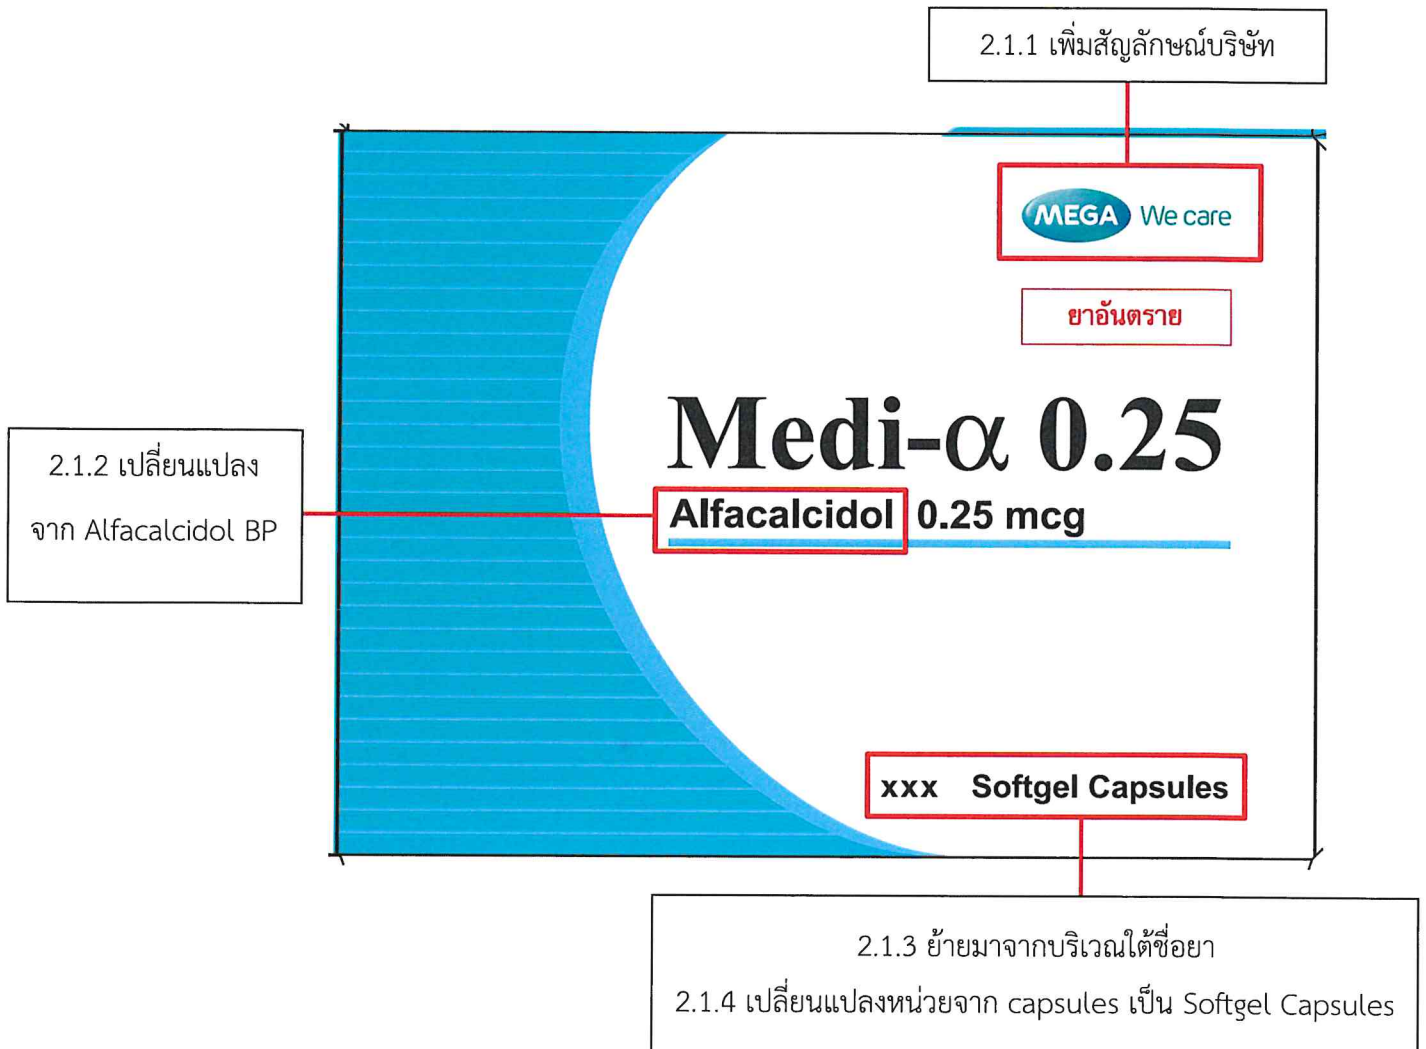 2.1.1 เพิ่มสัญลักษณ์บริษัท
MEGA We care
ยาอันตราย
Medi-α 0.25
2.1.2 เปลี่ยนแปลง
จาก Alfacalcidol BP
Alfacalcidol 0.25 mcg
xxx Softgel Capsules
2.1.3 ย้ายมาจากบริเวณใต้ชื่อยา
2.1.4 เปลี่ยนแปลงหน่วยจาก capsules เป็น Softgel Capsules